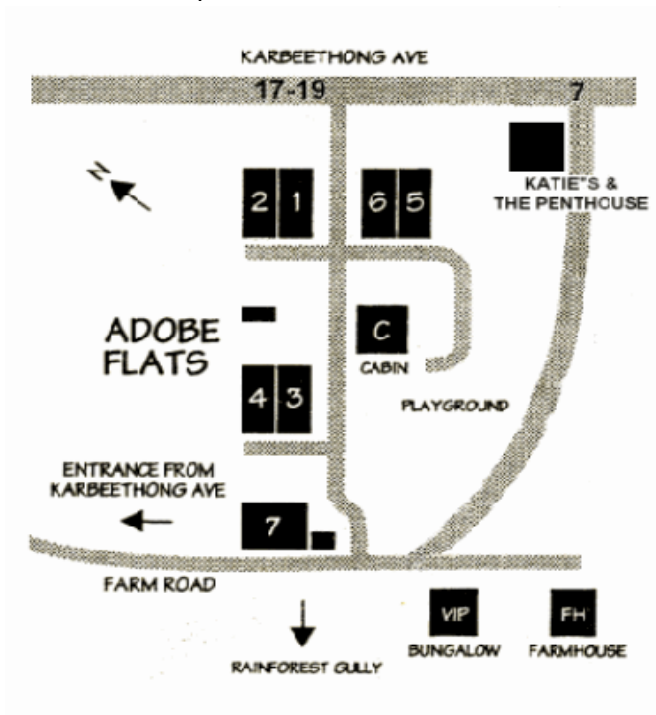 KARBEETHONG AVE
17-19
7
N
KATIE"S &
THE PENTHOUSE
2 1
6 5
ADOBE
FLATS
C
CABIN
4 3
PLAYGROUND
ENTRANCE FROM
KARBEETHONG AVE
7
FARM ROAD
VIP
BUNGALOW
FH
FARMHOUSE
RAINFOREST GULLY